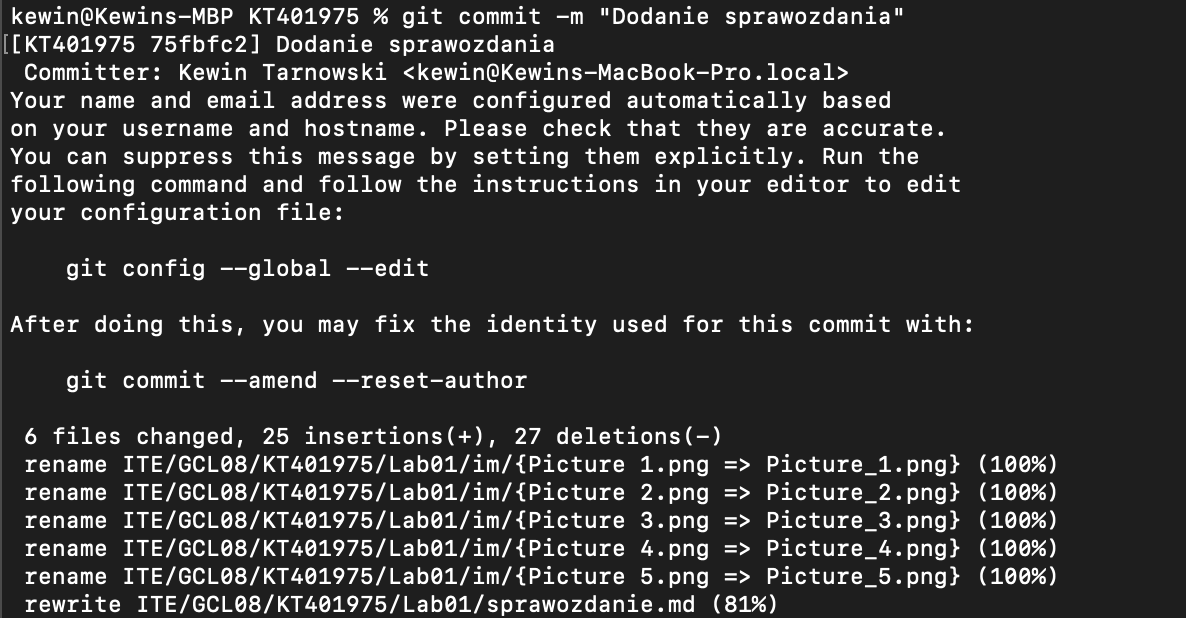 kewin@Kewins-MBP KT401975 % git commit -m "Dodanie sprawozdania"
[[KT401975 75fbfc2] Dodanie sprawozdania
 Committer: Kewin Tarnowski <kewin@Kewins-MacBook-Pro.local>
Your name and email address were configured automatically based
on your username and hostname. Please check that they are accurate.
You can suppress this message by setting them explicitly. Run the
following command and follow the instructions in your editor to edit
your configuration file:

    git config --global --edit

After doing this, you may fix the identity used for this commit with:

    git commit --amend --reset-author

 6 files changed, 25 insertions(+), 27 deletions(-)
 rename ITE/GCL08/KT401975/Lab01/im/{Picture 1.png => Picture_1.png} (100%)
 rename ITE/GCL08/KT401975/Lab01/im/{Picture 2.png => Picture_2.png} (100%)
 rename ITE/GCL08/KT401975/Lab01/im/{Picture 3.png => Picture_3.png} (100%)
 rename ITE/GCL08/KT401975/Lab01/im/{Picture 4.png => Picture_4.png} (100%)
 rename ITE/GCL08/KT401975/Lab01/im/{Picture 5.png => Picture_5.png} (100%)
 rewrite ITE/GCL08/KT401975/Lab01/sprawozdanie.md (81%)